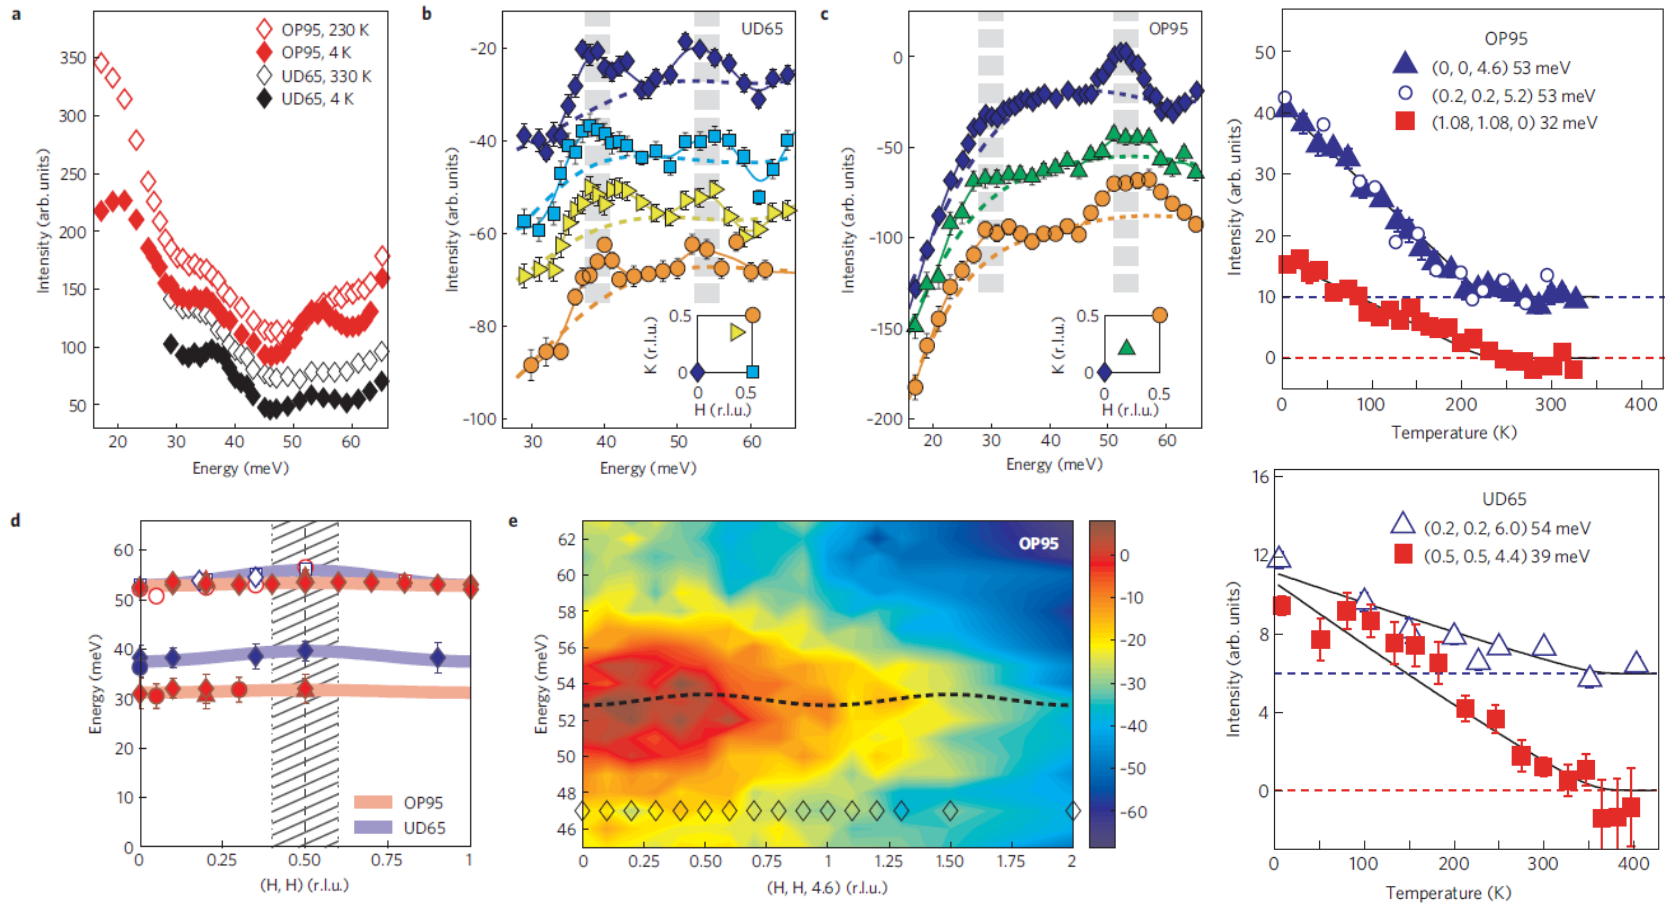 a
OP95, 230 K
OP95, 4 K
UD65, 330 K
UD65, 4 K
350
300
250
200
150
100
50
Intensity (arb. units)
20 30 40 50 60
Energy (meV)
b
UD65
-20
-40
-60
-80
-100
Intensity (arb. units)
30 40 50 60
Energy (meV)
0.5
K (r.l.u.)
0
0 0.5
H (r.l.u.)
c
OP95
0
-50
-100
-150
-200
Intensity (arb. units)
20 30 40 50 60
Energy (meV)
0.5
K (r.l.u.)
0
0 0.5
H (r.l.u.)
OP95
(0, 0, 4.6) 53 meV
(0.2, 0.2, 5.2) 53 meV
(1.08, 1.08, 0) 32 meV
50
40
30
20
10
0
Intensity (arb. units)
0 100 200 300 400
Temperature (K)
d
60
50
40
30
20
10
0
Energy (meV)
OP95
UD65
0 0.25 0.50 0.75 1
(H, H) (r.l.u.)
e
OP95
62
60
58
56
54
52
50
48
46
Energy (meV)
0 0.25 0.50 0.75 1 1.25 1.50 1.75 2
(H, H, 4.6) (r.l.u.)
0
-10
-20
-30
-40
-50
-60
UD65
(0.2, 0.2, 6.0) 54 meV
(0.5, 0.5, 4.4) 39 meV
16
12
8
4
0
Intensity (arb. units)
0 100 200 300 400
Temperature (K)